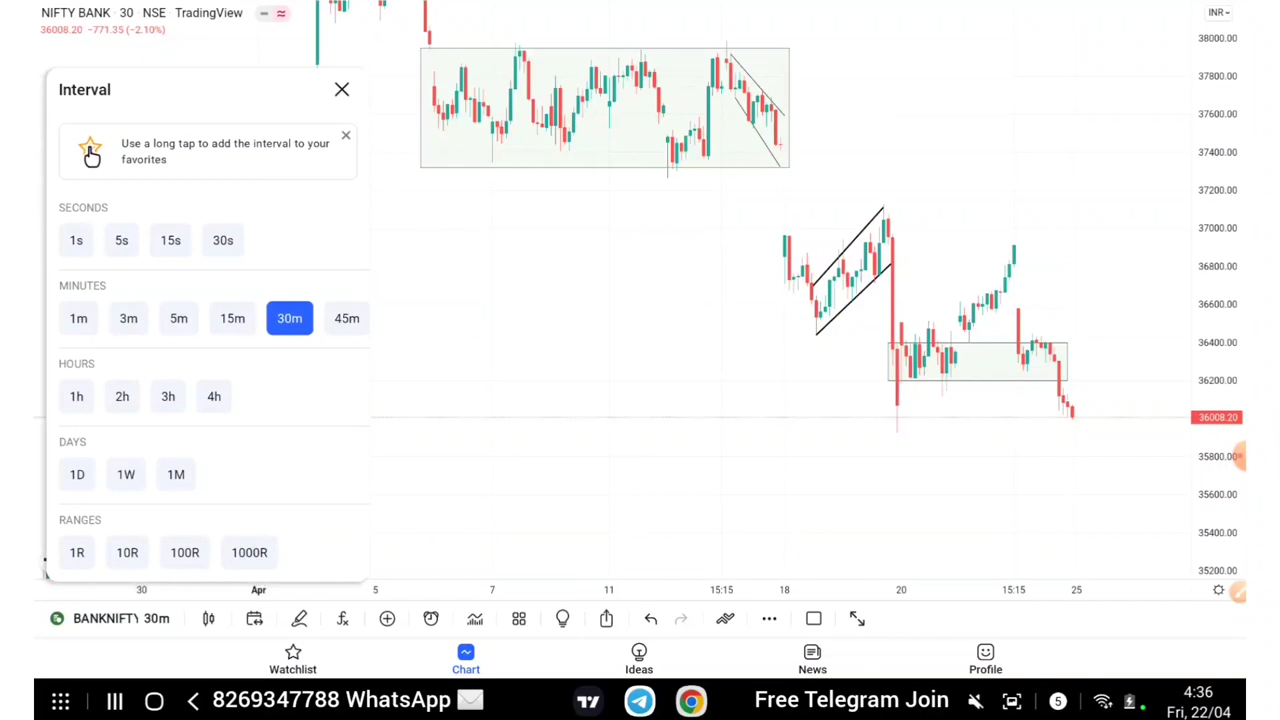 NIFTY BANK · 30 · NSE · TradingView
36008.20 -771.35 (-2.10%)
INR
38000.00
37800.00
37600.00
37400.00
37200.00
37000.00
36800.00
36600.00
36400.00
36200.00
36008.20
35800.00
35600.00
35400.00
35200.00
Interval
Use a long tap to add the interval to your
favorites
SECONDS
1s 5s 15s 30s
MINUTES
1m 3m 5m 15m 30m 45m
HOURS
1h 2h 3h 4h
DAYS
1D 1W 1M
RANGES
1R 10R 100R 1000R
30 Apr 5 7 11 15:15 18 20 15:15 25
BANKNIFTY 30m
Watchlist Chart Ideas News Profile
8269347788 WhatsApp Free Telegram Join 5 4:36
Fri, 22/04